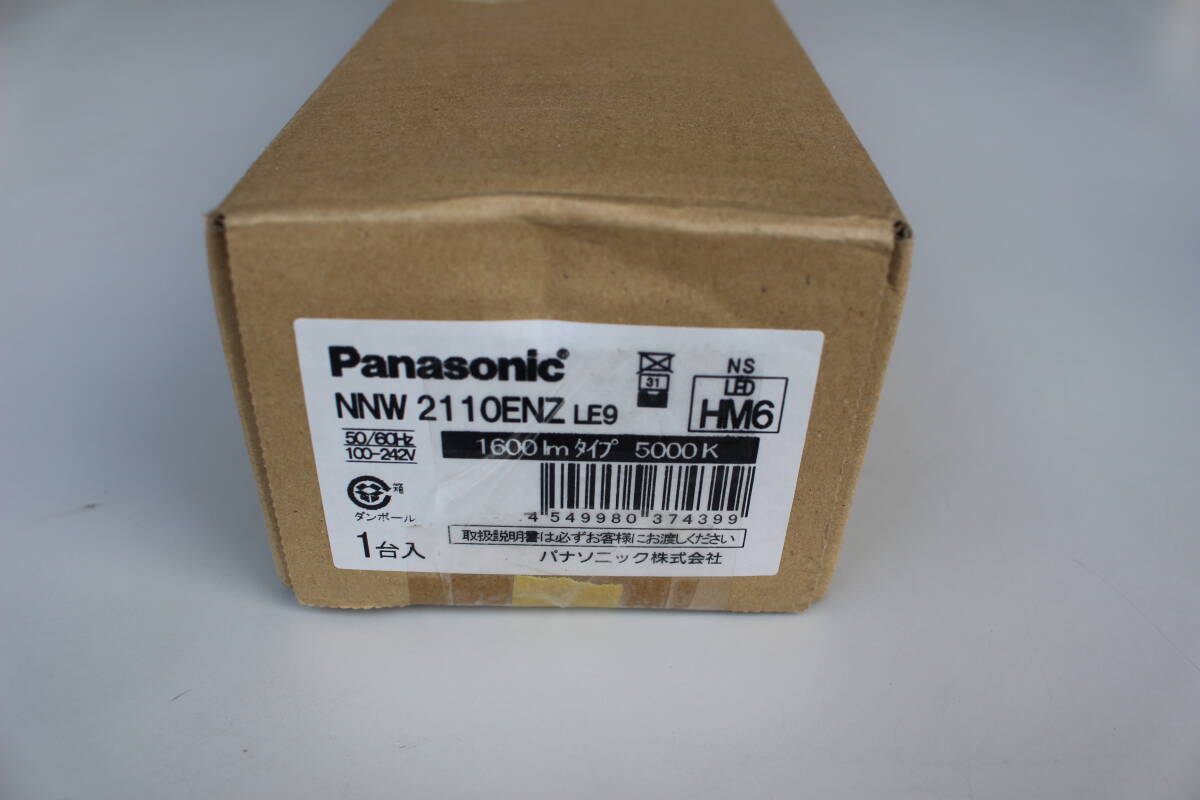 Panasonic®
NNW 2110ENZ LE9
31
NS
LED
HM6
50/60Hz
100-242V
1600 lm タイプ 5000K
箱
ダンボール
4 549980 374399
1台入
取扱説明書は必ずお客様にお渡しください
パナソニック株式会社